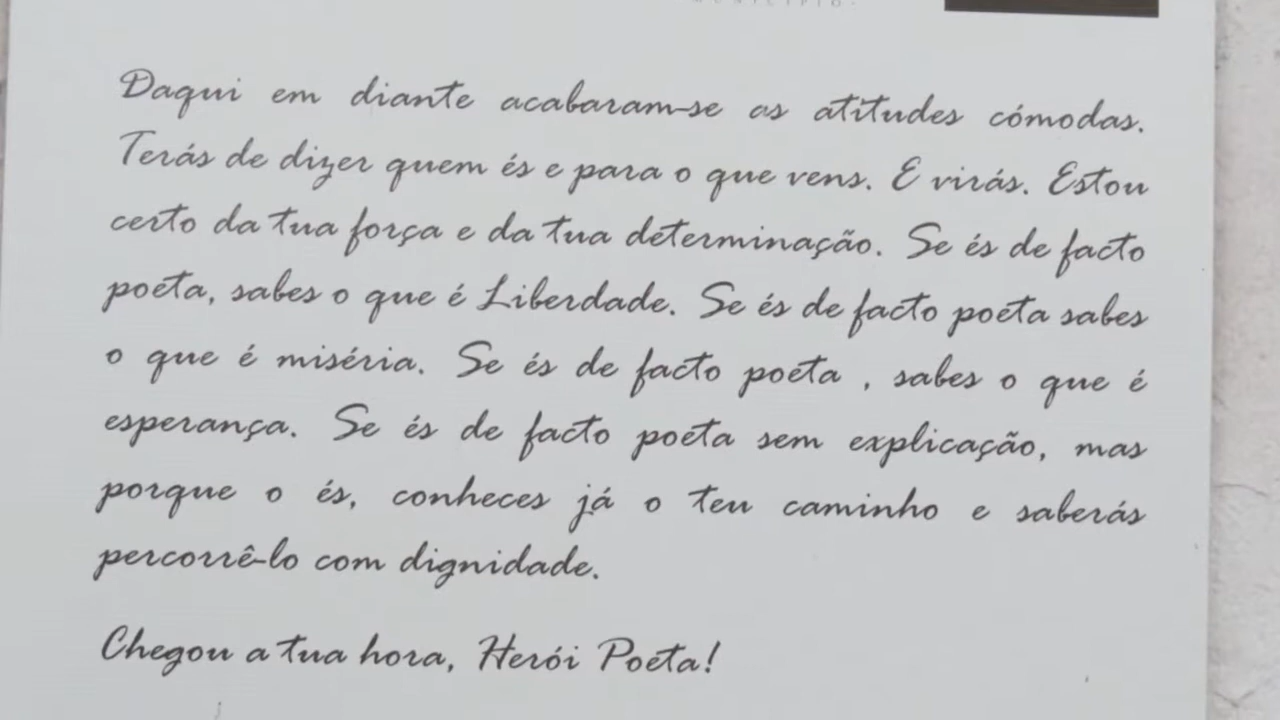 Daqui em diante acabaram-se as atitudes cómodas.
Terás de dizer quem és e para o que vens. E virás. Estou
certo da tua força e da tua determinação. Se és de facto
poeta, sabes o que é Liberdade. Se és de facto poeta sabes
o que é miséria. Se és de facto poeta , sabes o que é
esperança. Se és de facto poeta sem explicação, mas
porque o és, conheces já o teu caminho e saberás
percorrê-lo com dignidade.
Chegou a tua hora, Herói Poeta!